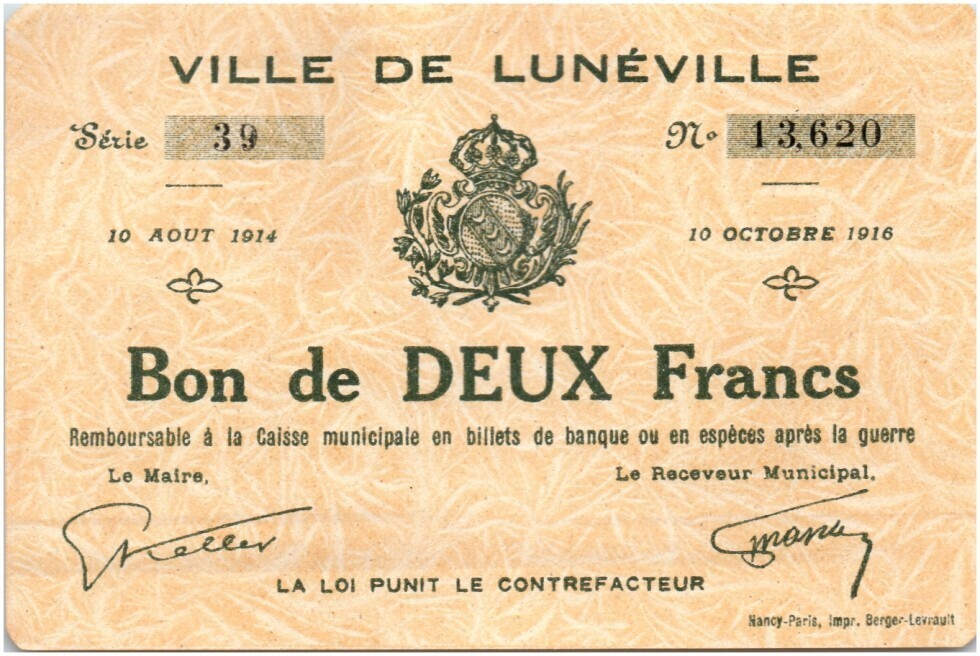 VILLE DE LUNÉVILLE
Série 39
Nº 13,620
10 AOUT 1914
10 OCTOBRE 1916
Bon de DEUX Francs
Remboursable à la Caisse municipale en billets de banque ou en espèces après la guerre
Le Maire,
Le Receveur Municipal,
Keller
LA LOI PUNIT LE CONTREFACTEUR
Nancy-Paris, Impr. Berger-Levrault